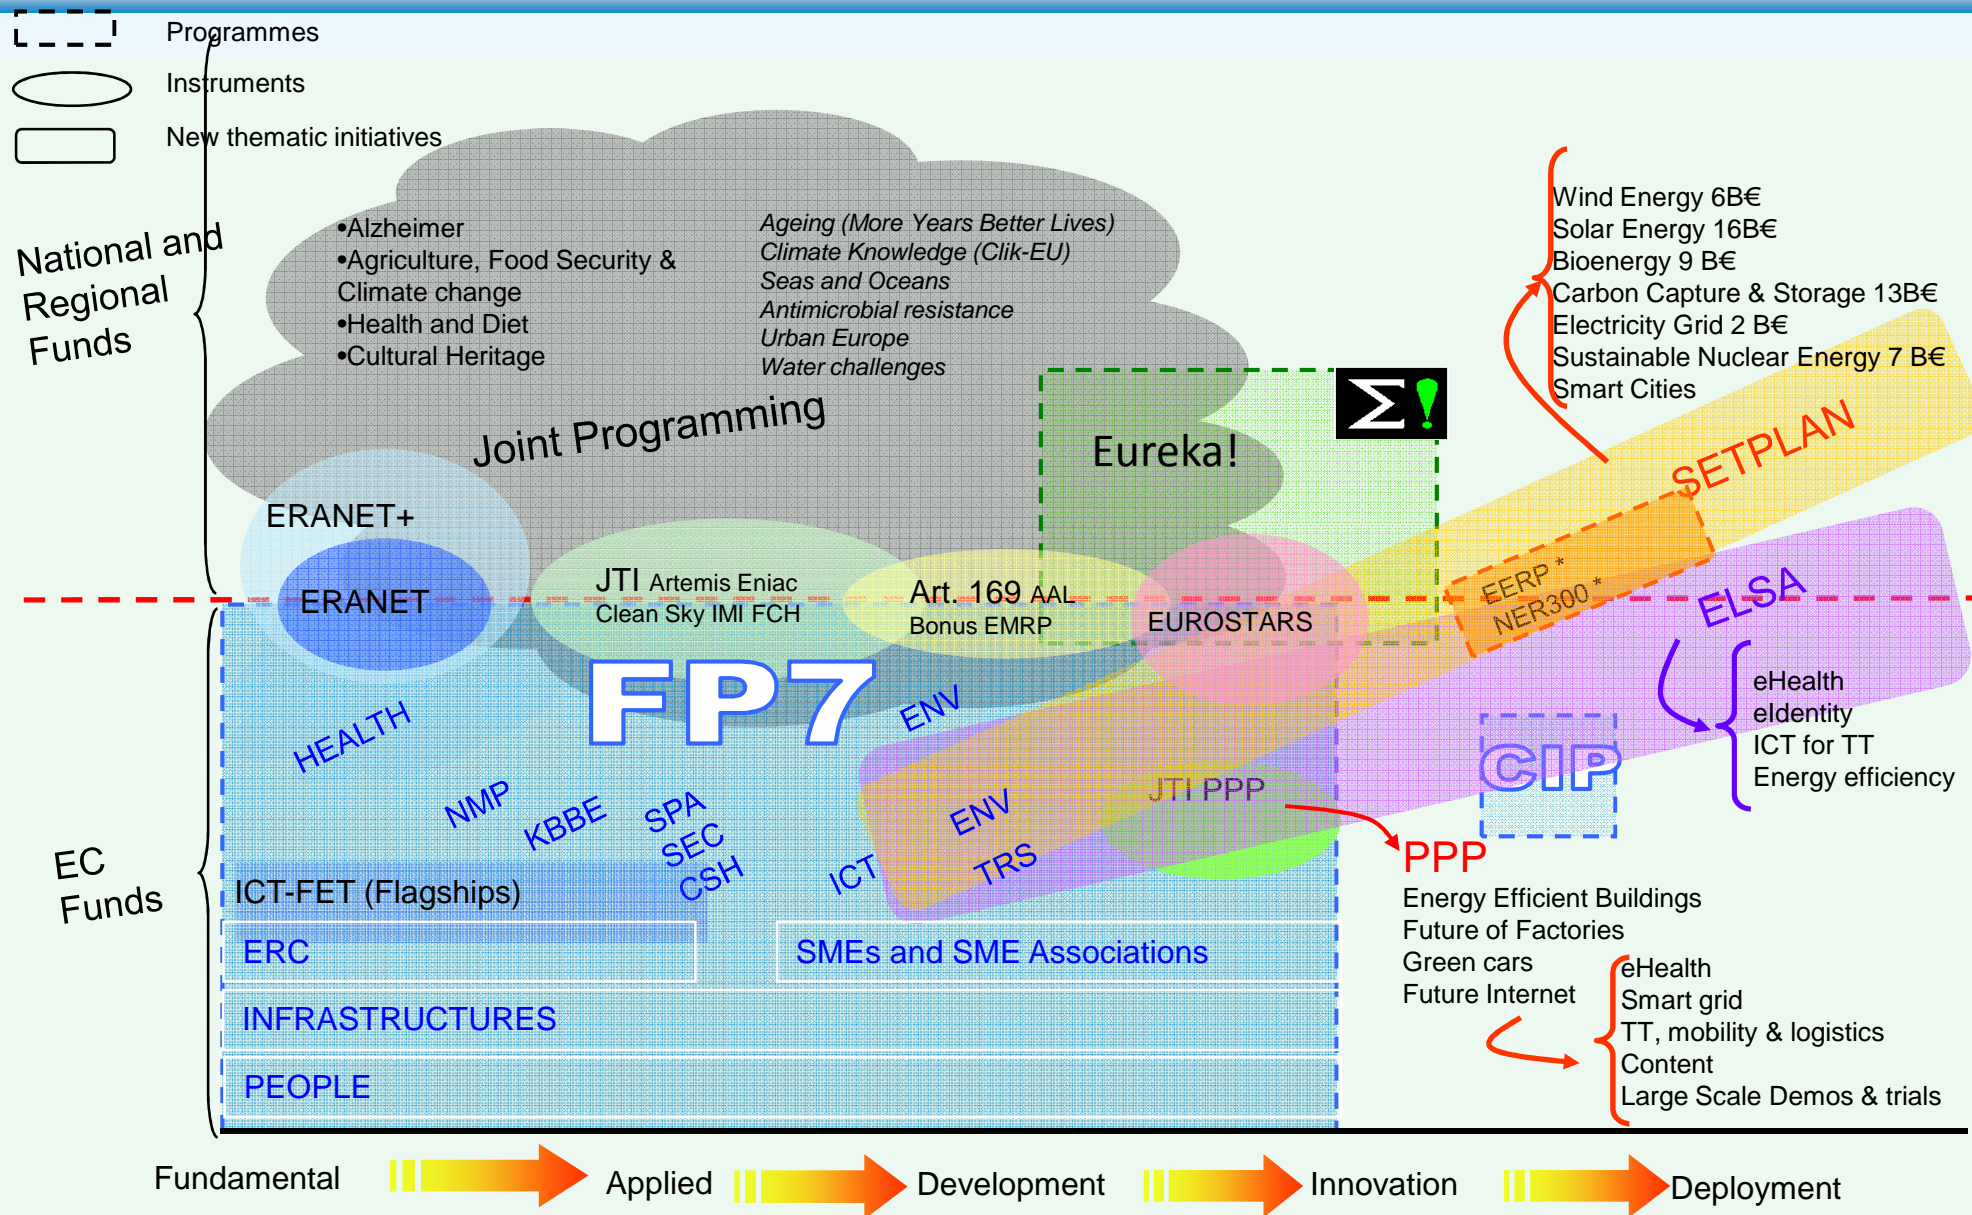 Programmes
Instruments
New thematic initiatives
National and
Regional
Funds
•Alzheimer
•Agriculture, Food Security &
Climate change
•Health and Diet
•Cultural Heritage
Ageing (More Years Better Lives)
Climate Knowledge (Clik-EU)
Seas and Oceans
Antimicrobial resistance
Urban Europe
Water challenges
Joint Programming
Wind Energy 6B€
Solar Energy 16B€
Bioenergy 9 B€
Carbon Capture & Storage 13B€
Electricity Grid 2 B€
Sustainable Nuclear Energy 7 B€
Smart Cities
Σ!
Eureka!
SETPLAN
ERANET+
ERANET
JTI Artemis Eniac
Clean Sky IMI FCH
Art. 169 AAL
Bonus EMRP
EUROSTARS
EERP *
NER300 *
ELSA
eHealth
eIdentity
ICT for TT
Energy efficiency
FP7
HEALTH
ENV
NMP
KBBE
SPA
SEC
CSH
ICT
ENV
TRS
JTI PPP
CIP
EC
Funds
PPP
Energy Efficient Buildings
Future of Factories
Green cars
Future Internet
eHealth
Smart grid
TT, mobility & logistics
Content
Large Scale Demos & trials
ICT-FET (Flagships)
ERC
SMEs and SME Associations
INFRASTRUCTURES
PEOPLE
Fundamental
Applied
Development
Innovation
Deployment